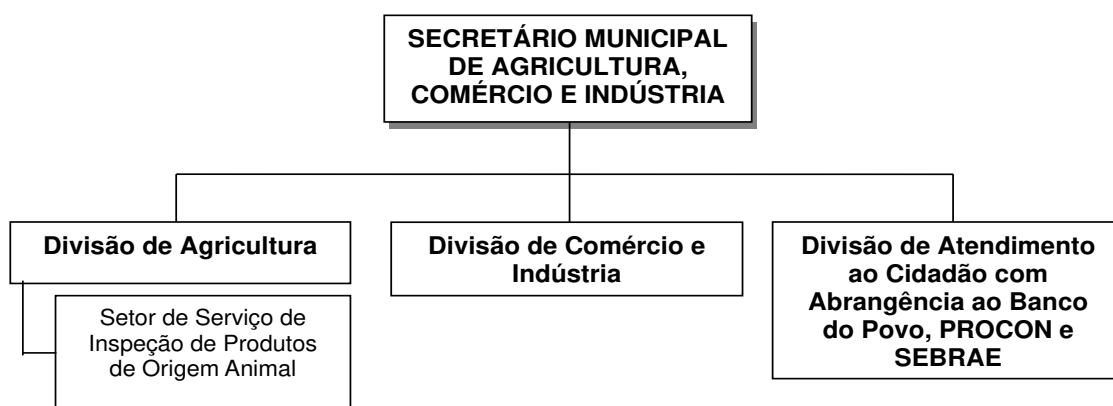 SECRETÁRIO MUNICIPAL
DE AGRICULTURA,
COMÉRCIO E INDÚSTRIA
Divisão de Agricultura
Setor de Serviço de
Inspeção de Produtos
de Origem Animal
Divisão de Comércio e
Indústria
Divisão de Atendimento
ao Cidadão com
Abrangência ao Banco
do Povo, PROCON e
SEBRAE